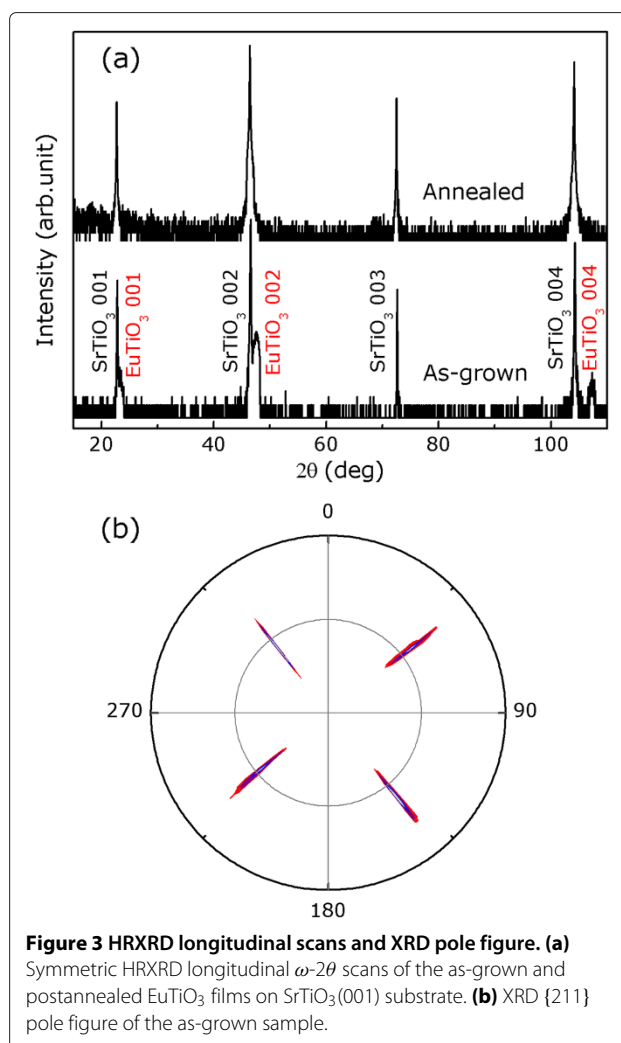 (a)
Intensity (arb.unit)
Annealed
SrTiO₃ 001
EuTiO₃ 001
SrTiO₃ 002
EuTiO₃ 002
SrTiO₃ 003
SrTiO₃ 004
EuTiO₃ 004
As-grown
20 40 60 80 100
2θ (deg)
(b)
0
270
90
180
Figure 3 HRXRD longitudinal scans and XRD pole figure. (a)
Symmetric HRXRD longitudinal ω-2θ scans of the as-grown and
postannealed EuTiO₃ films on SrTiO₃(001) substrate. (b) XRD {211}
pole figure of the as-grown sample.